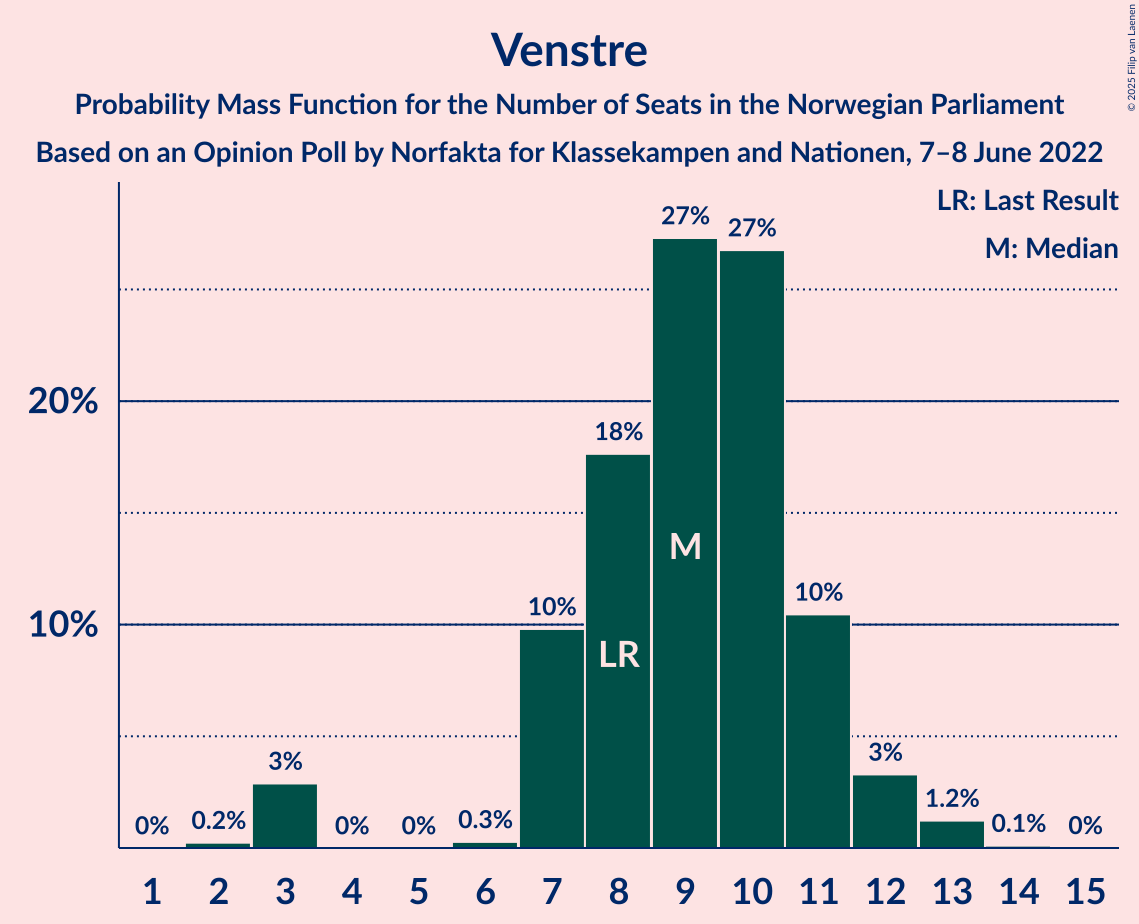 Venstre
Probability Mass Function for the Number of Seats in the Norwegian Parliament
Based on an Opinion Poll by Norfakta for Klassekampen and Nationen, 7–8 June 2022
© 2025 Filip van Laenen
LR: Last Result
M: Median
20%
10%
0%
0.2%
3%
0%
0%
0.3%
10%
18%
27%
27%
10%
3%
1.2%
0.1%
0%
LR
M
1 2 3 4 5 6 7 8 9 10 11 12 13 14 15